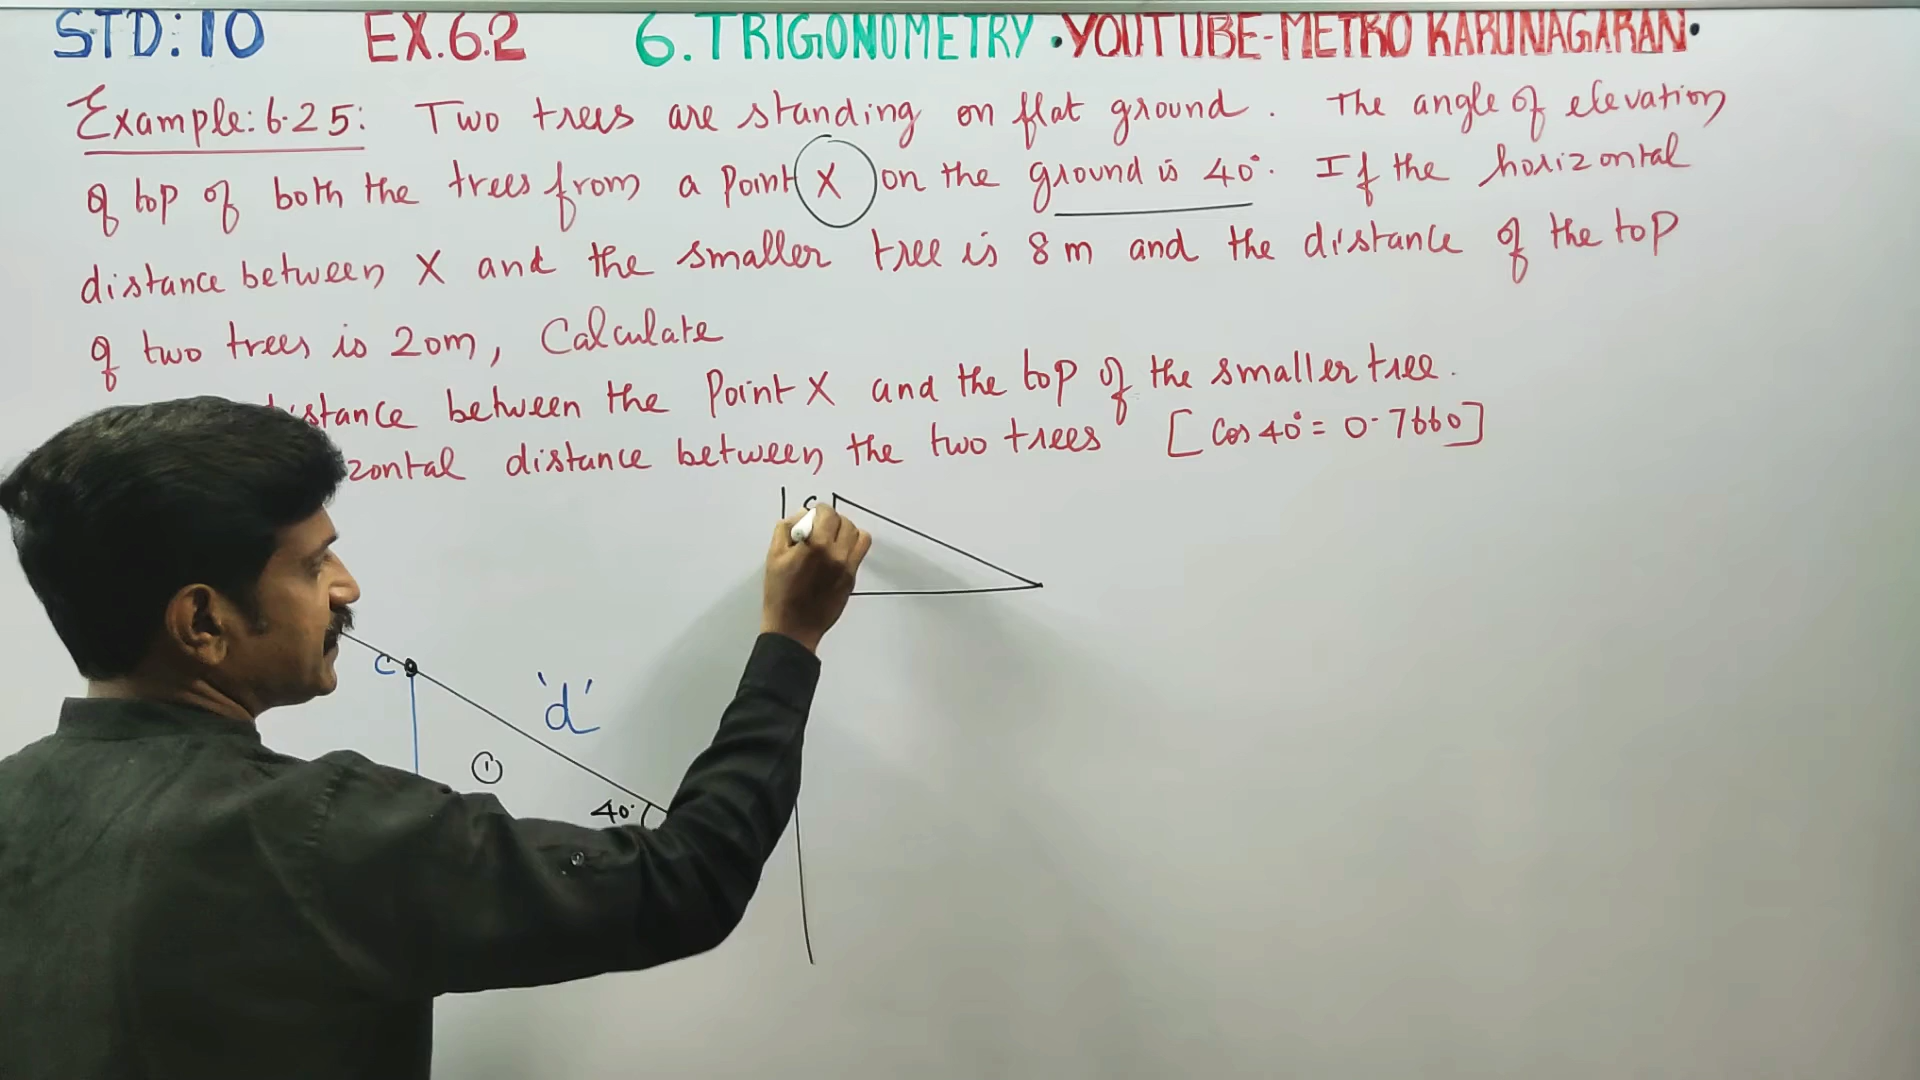 STD: 10 EX.6.2 6. TRIGONOMETRY • YOUTUBE-METRO KARUNAGARAN •
Example: 6.25: Two trees are standing on flat ground. The angle of elevation
of top of both the trees from a point X on the ground is 40°. If the horizontal
distance between X and the smaller tree is 8m and the distance of the top
of two trees is 20m, Calculate
distance between the Point X and the top of the smaller tree.
zontal distance between the two trees [Cos 40° = 0.7660]
C
C
'd'
1
40°